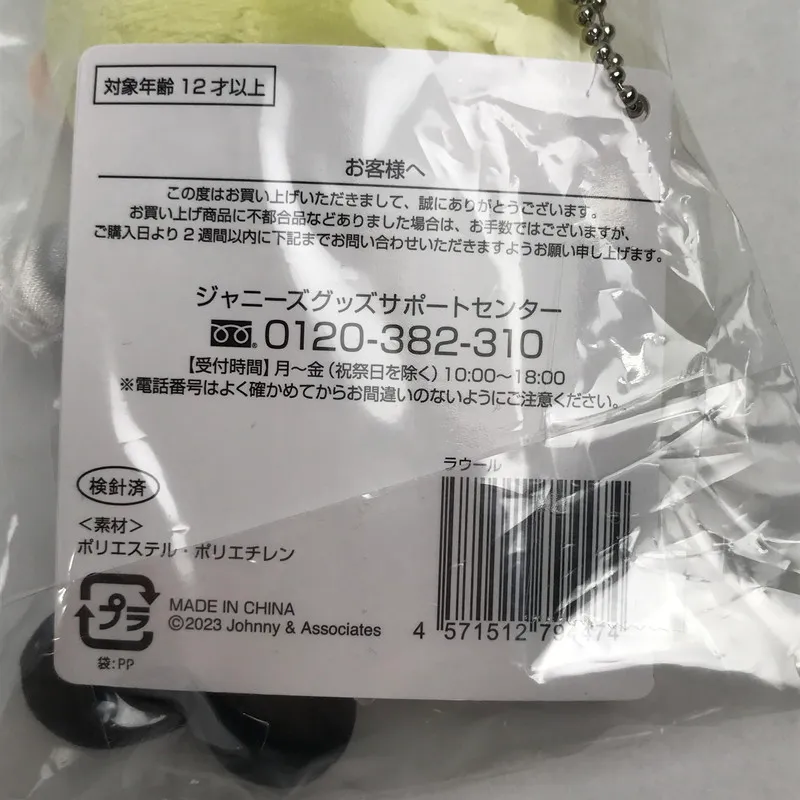 対象年齢 12 才以上
お客様へ
この度はお買い上げいただきまして、誠にありがとうございます。
お買い上げ商品に不都合品などありました場合は、お手数ではございますが、
ご購入日より 2 週間以内に下記までお問い合わせいただきますようお願い申し上げます。
ジャニーズグッズサポートセンター
0120-382-310
【受付時間】月～金（祝祭日を除く）10:00～18:00
※電話番号はよく確かめてからお間違いのないようにご注意ください。
検針済
＜素材＞
ポリエステル・ポリエチレン
プラ
袋:PP
MADE IN CHINA
©2023 Johnny & Associates
ラウール
4 571512